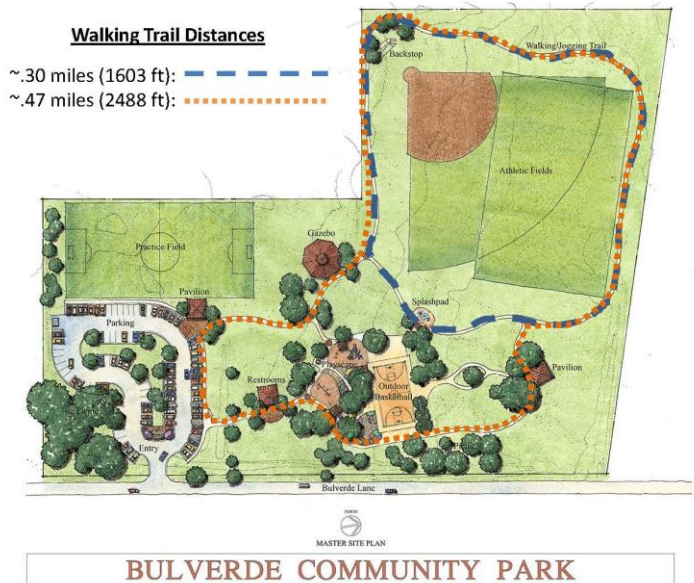 Walking Trail Distances
~.30 miles (1603 ft):
~.47 miles (2488 ft):
Backstop
Walking/Jogging Trail
Athletic Fields
Practice Field
Gazebo
Pavilion
Parking
Splashpad
Pavilion
Restrooms
Outdoor
Basketball
Entry
Bulverde Lane
NORTH
MASTER SITE PLAN
BULVERDE COMMUNITY PARK